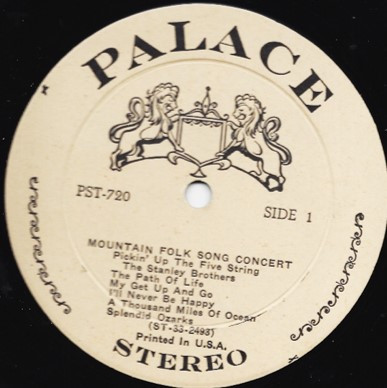 PALACE
PST-720
SIDE 1
MOUNTAIN FOLK SONG CONCERT
Pickin' Up The Five String
The Stanley Brothers
The Path Of Life
My Get Up And Go
I'll Never Be Happy
A Thousand Miles Of Ocean
Splendid Ozarks
(ST-33-2493)
Printed In U.S.A.
STEREO